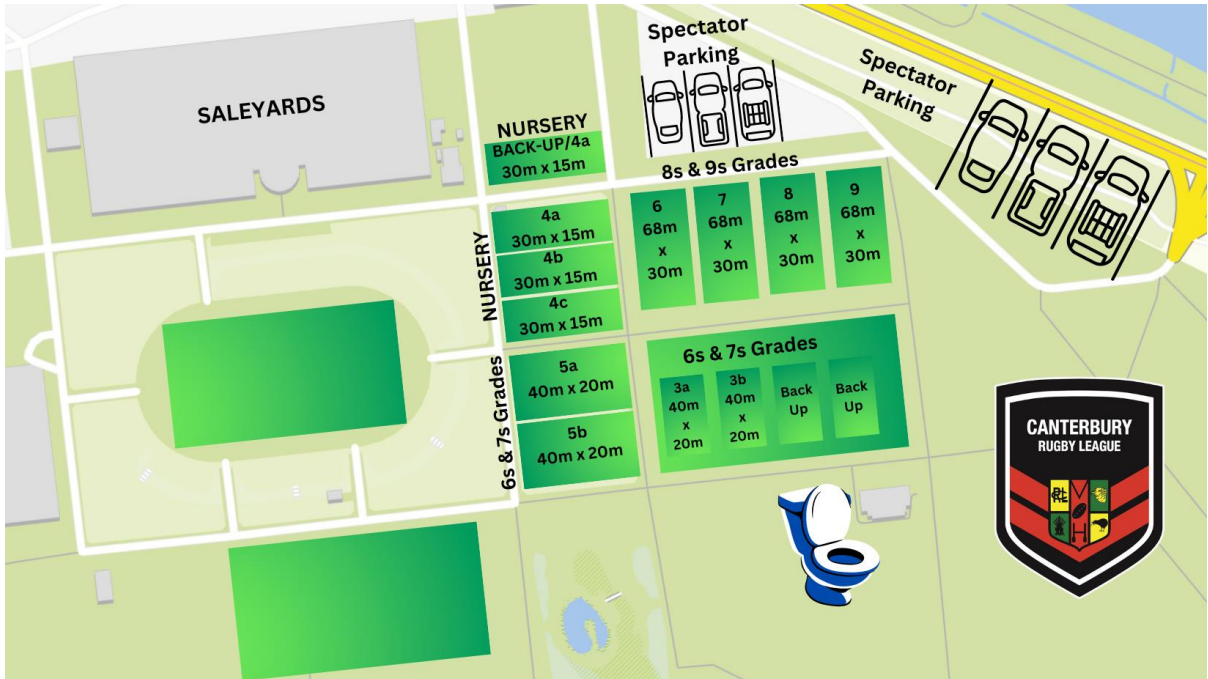 Spectator
Parking
Spectator
Parking
SALEYARDS
NURSERY
BACK-UP/4a
30m x 15m
8s & 9s Grades
6
68m
x
30m
7
68m
x
30m
8
68m
x
30m
9
68m
x
30m
NURSERY
4a
30m x 15m
4b
30m x 15m
4c
30m x 15m
6s & 7s Grades
5a
40m x 20m
5b
40m x 20m
6s & 7s Grades
3a
40m
x
20m
3b
40m
x
20m
Back
Up
Back
Up
CANTERBURY
RUGBY LEAGUE